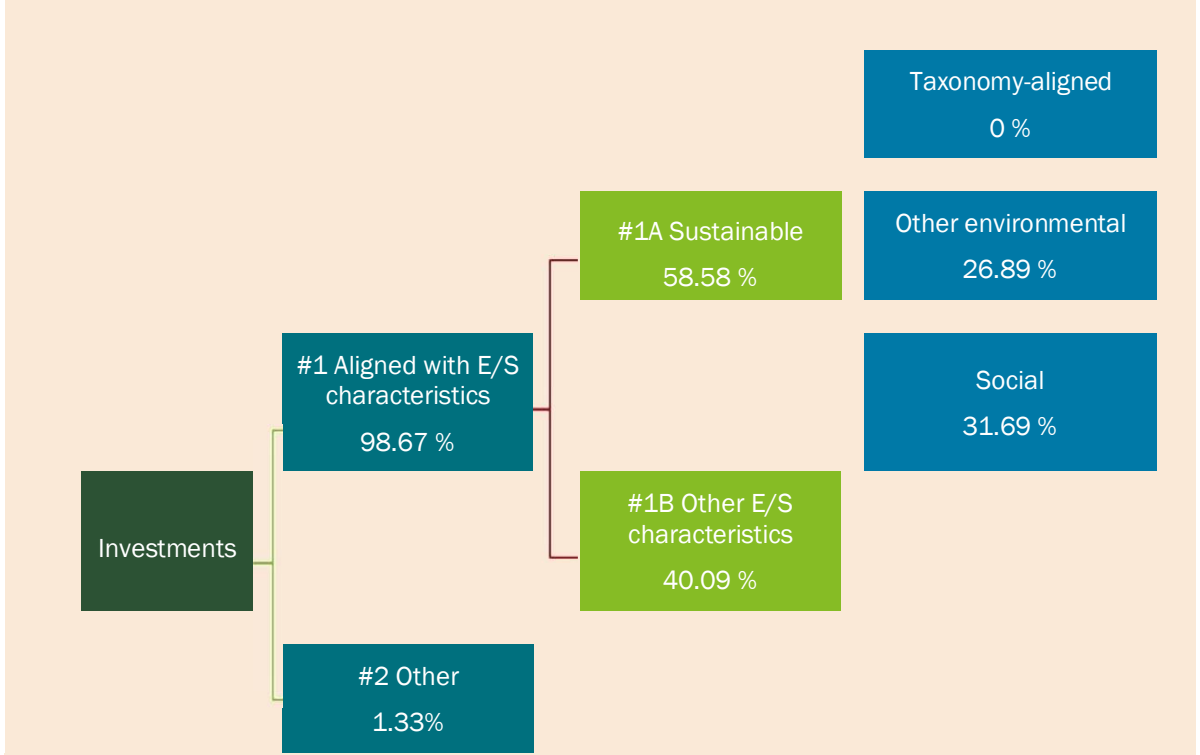 Taxonomy-aligned
0 %
#1A Sustainable
58.58 %
Other environmental
26.89 %
#1 Aligned with E/S
characteristics
98.67 %
Social
31.69 %
Investments
#1B Other E/S
characteristics
40.09 %
#2 Other
1.33%